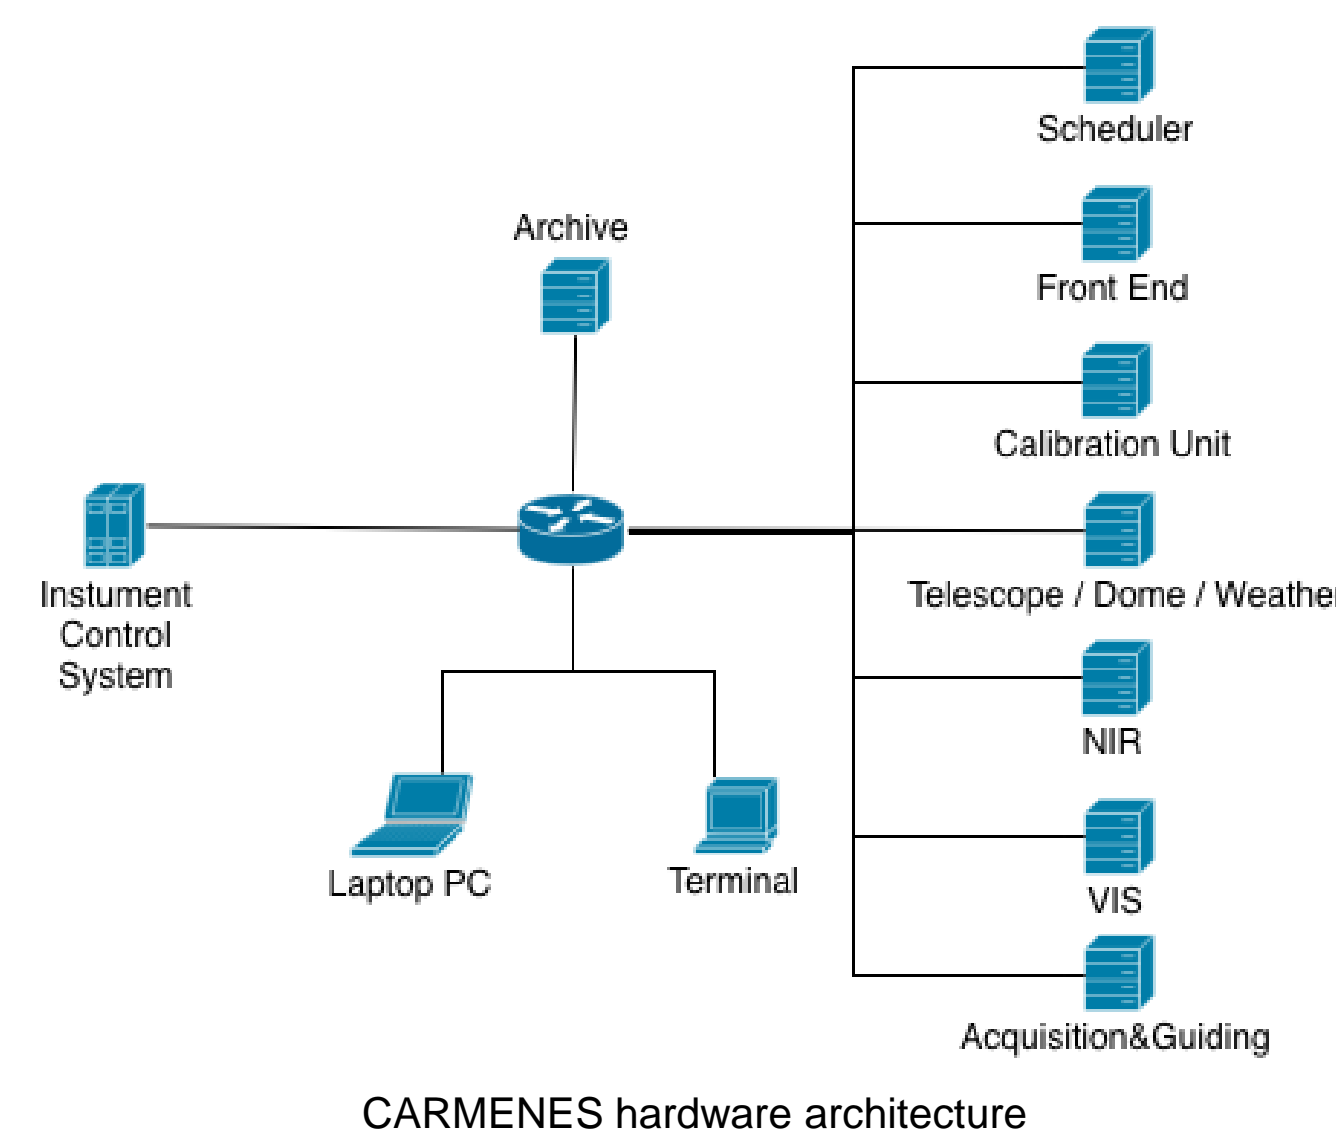 Scheduler
Archive
Front End
Calibration Unit
Instument
Control
System
Telescope / Dome / Weather
NIR
Laptop PC
Terminal
VIS
Acquisition&Guiding
CARMENES hardware architecture